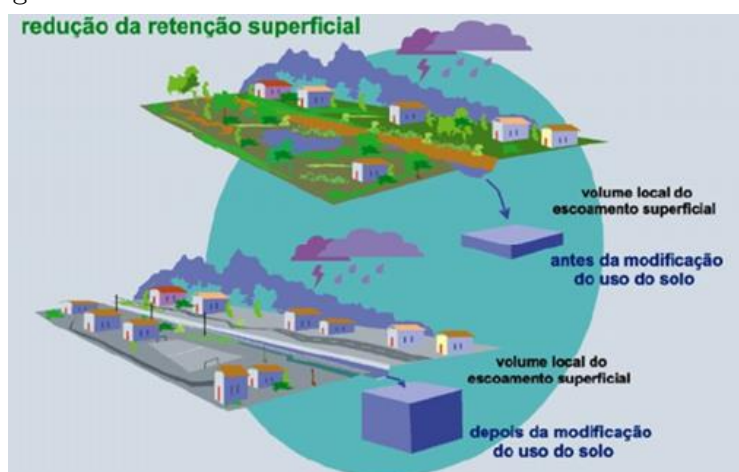 redução da retenção superficial
volume local do
escoamento superficial
antes da modificação
do uso do solo
volume local do
escoamento superficial
depois da modificação
do uso do solo